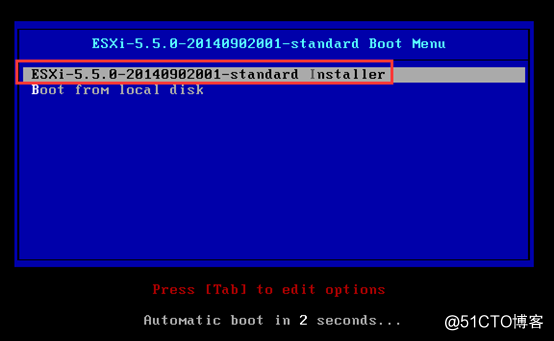 ESXi-5.5.0-20140902001-standard Boot Menu
ESXi-5.5.0-20140902001-standard Installer
Boot from local disk
Press [Tab] to edit options
Automatic boot in 2 seconds...
@51CTO博客